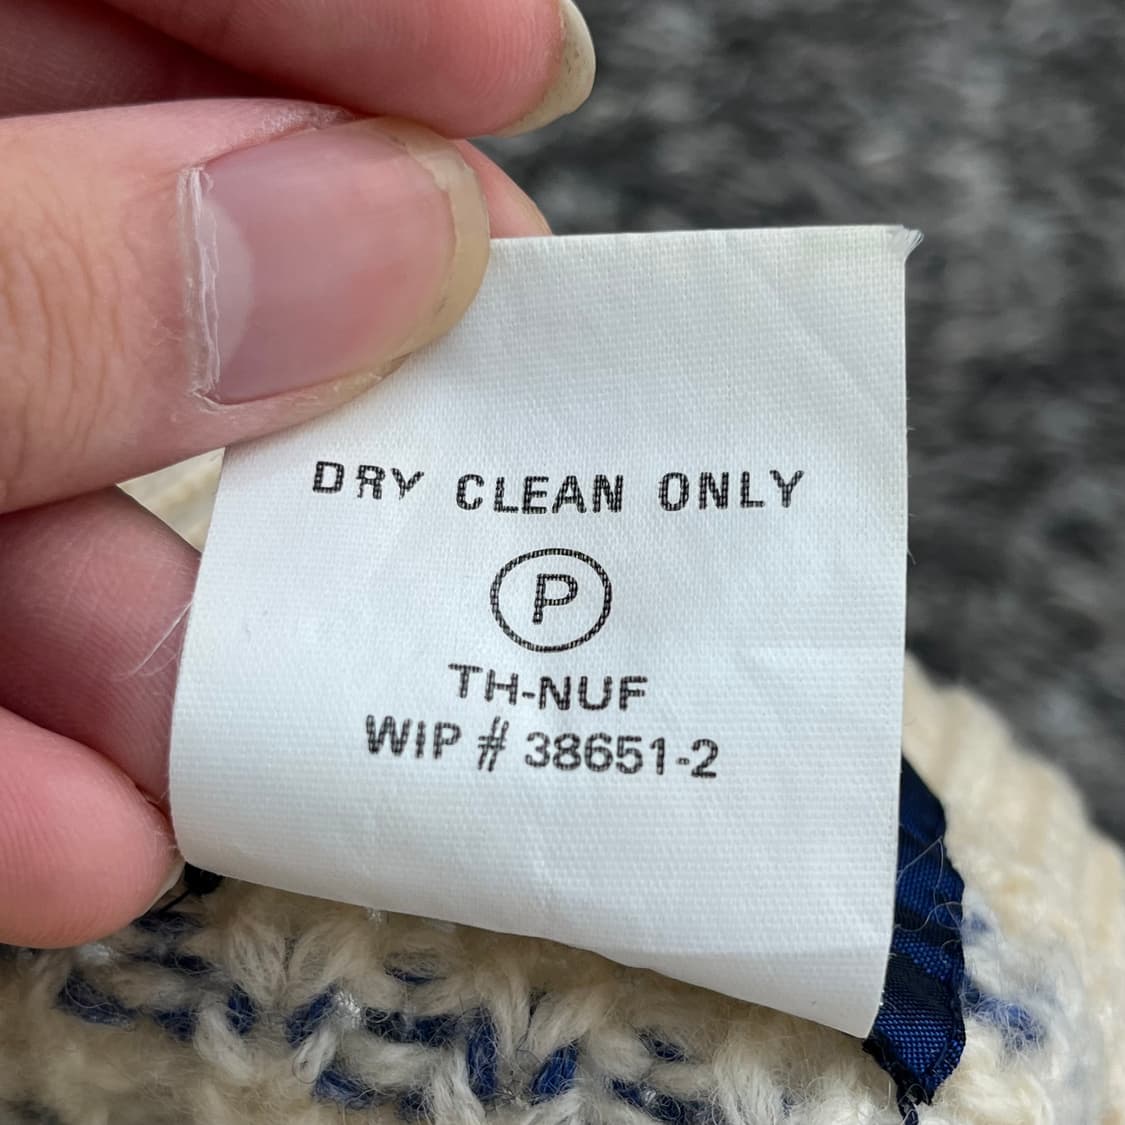 DRY CLEAN ONLY
P
TH-NUF
WIP # 38651-2